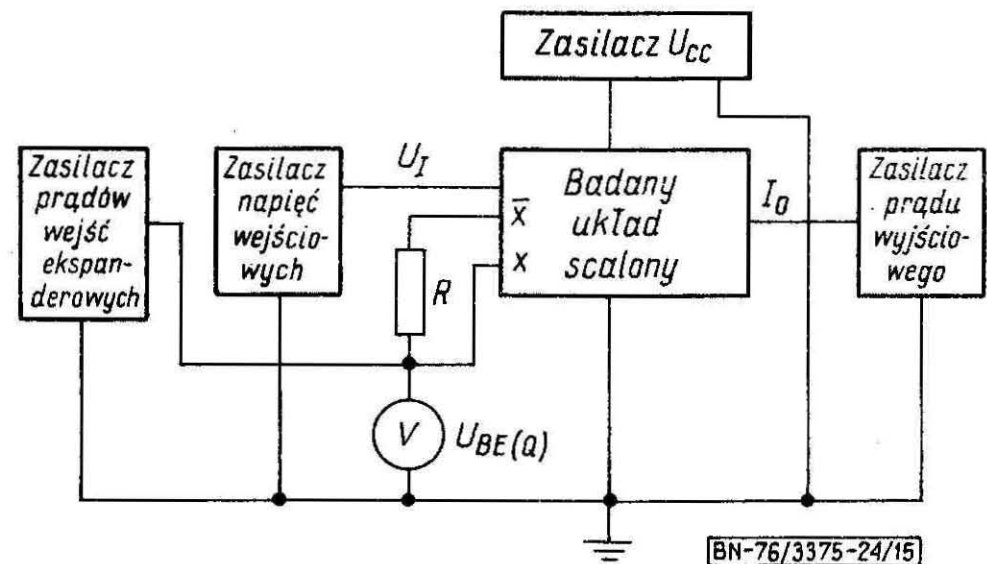 Zasilacz U_CC
Zasilacz
prądów
wejść
ekspan-
derowych
Zasilacz
napięć
wejścio-
wych
U_I
X̅
X
R
Badany
układ
scalony
I_0
Zasilacz
prądu
wyjścio-
wego
V
U_BE(Q)
BN-76/3375-24/15